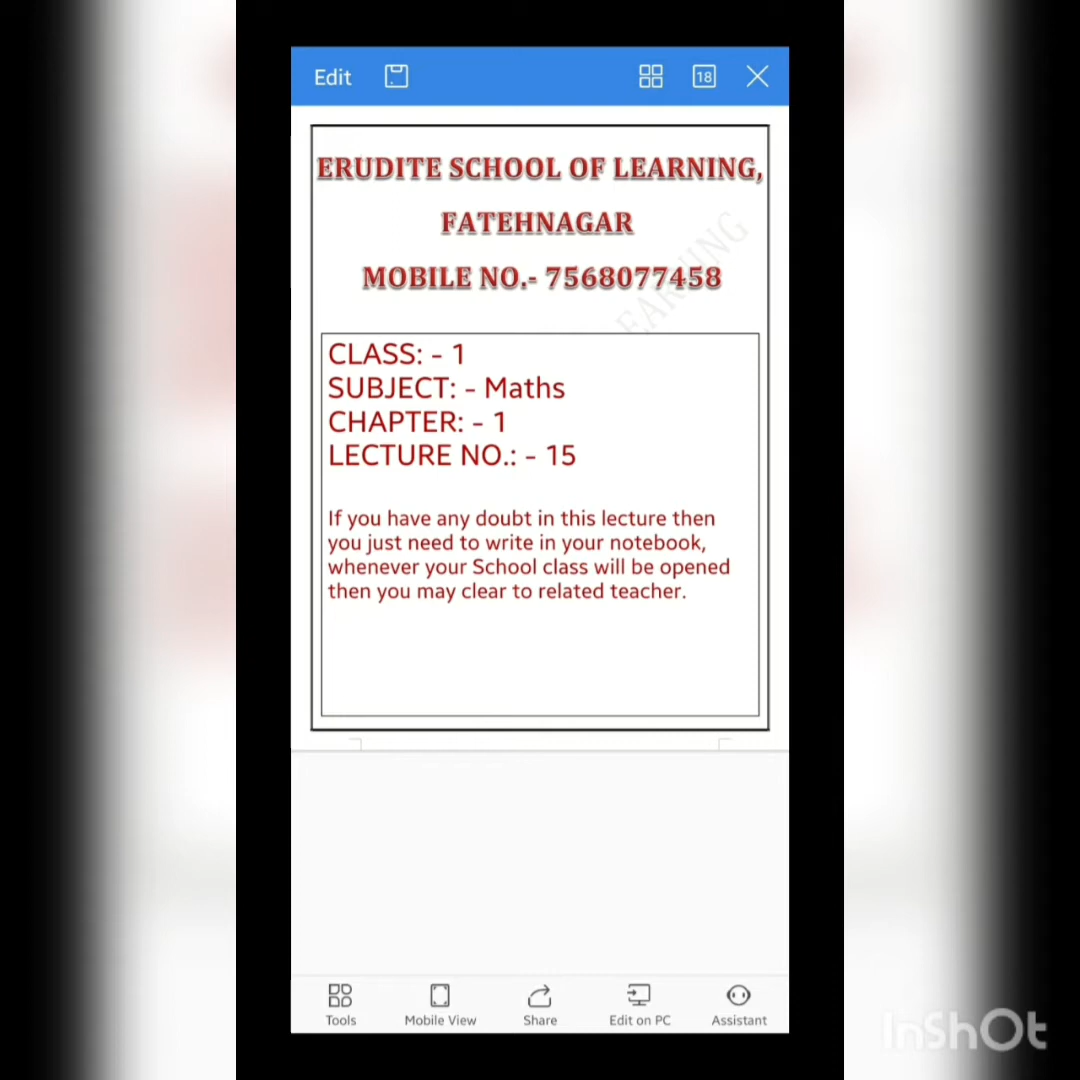 Edit
18
ERUDITE SCHOOL OF LEARNING,
FATEHNAGAR
MOBILE NO.- 7568077458
EARNING
CLASS: - 1
SUBJECT: - Maths
CHAPTER: - 1
LECTURE NO.: - 15
If you have any doubt in this lecture then
you just need to write in your notebook,
whenever your School class will be opened
then you may clear to related teacher.
Tools Mobile View Share Edit on PC Assistant
InShOt